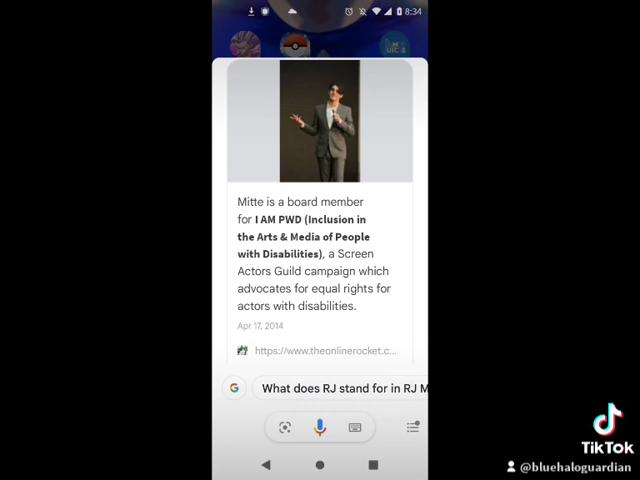 8:34
Mitte is a board member
for I AM PWD (Inclusion in
the Arts & Media of People
with Disabilities), a Screen
Actors Guild campaign which
advocates for equal rights for
actors with disabilities.
Apr 17, 2014
https://www.theonlinerocket.c...
What does RJ stand for in RJ M
TikTok
@bluehaloguardian